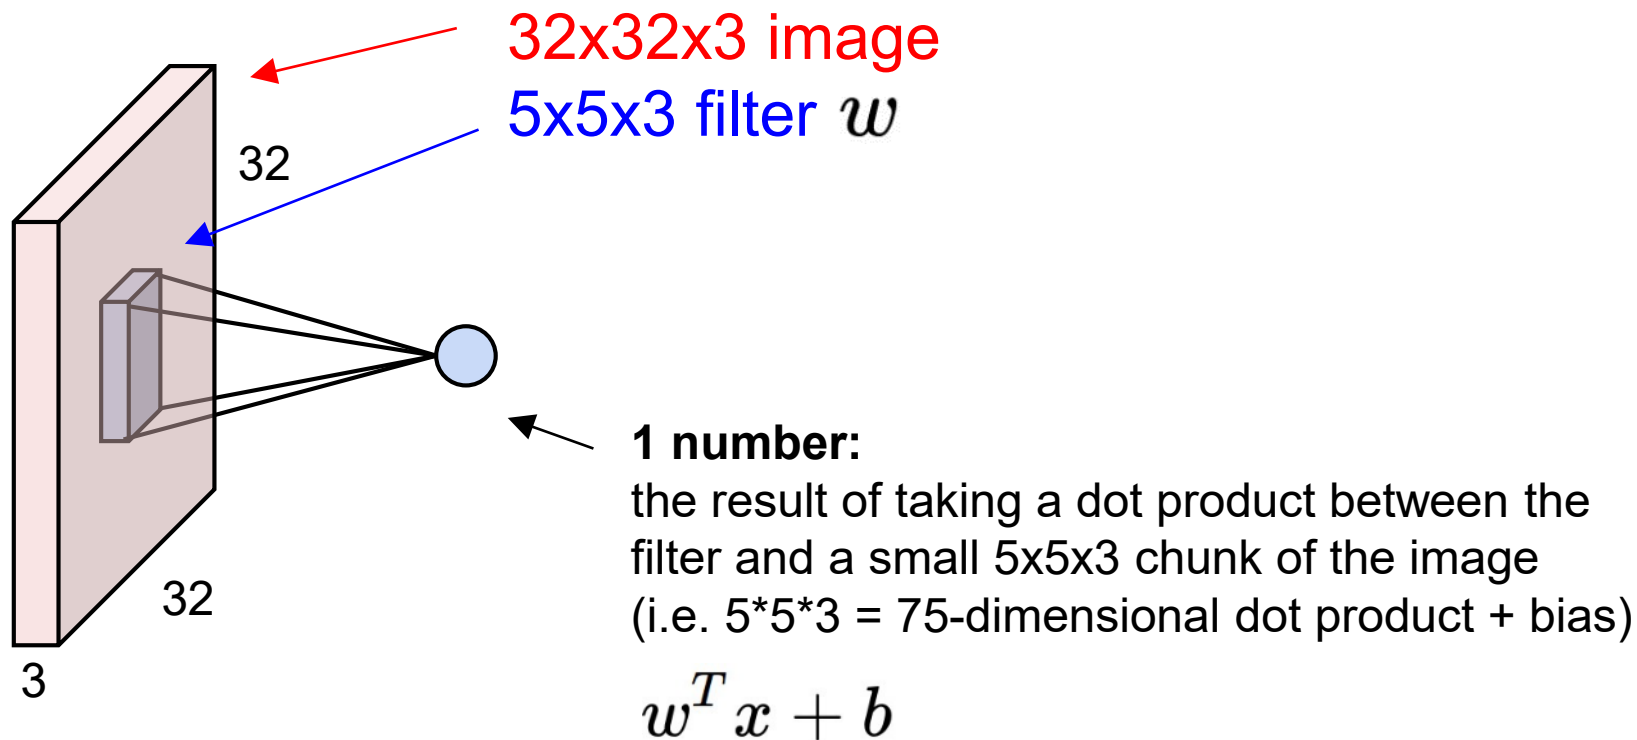 32x32x3 image
5x5x3 filter w
32
32
3
1 number:
the result of taking a dot product between the
filter and a small 5x5x3 chunk of the image
(i.e. 5*5*3 = 75-dimensional dot product + bias)
w^T x + b